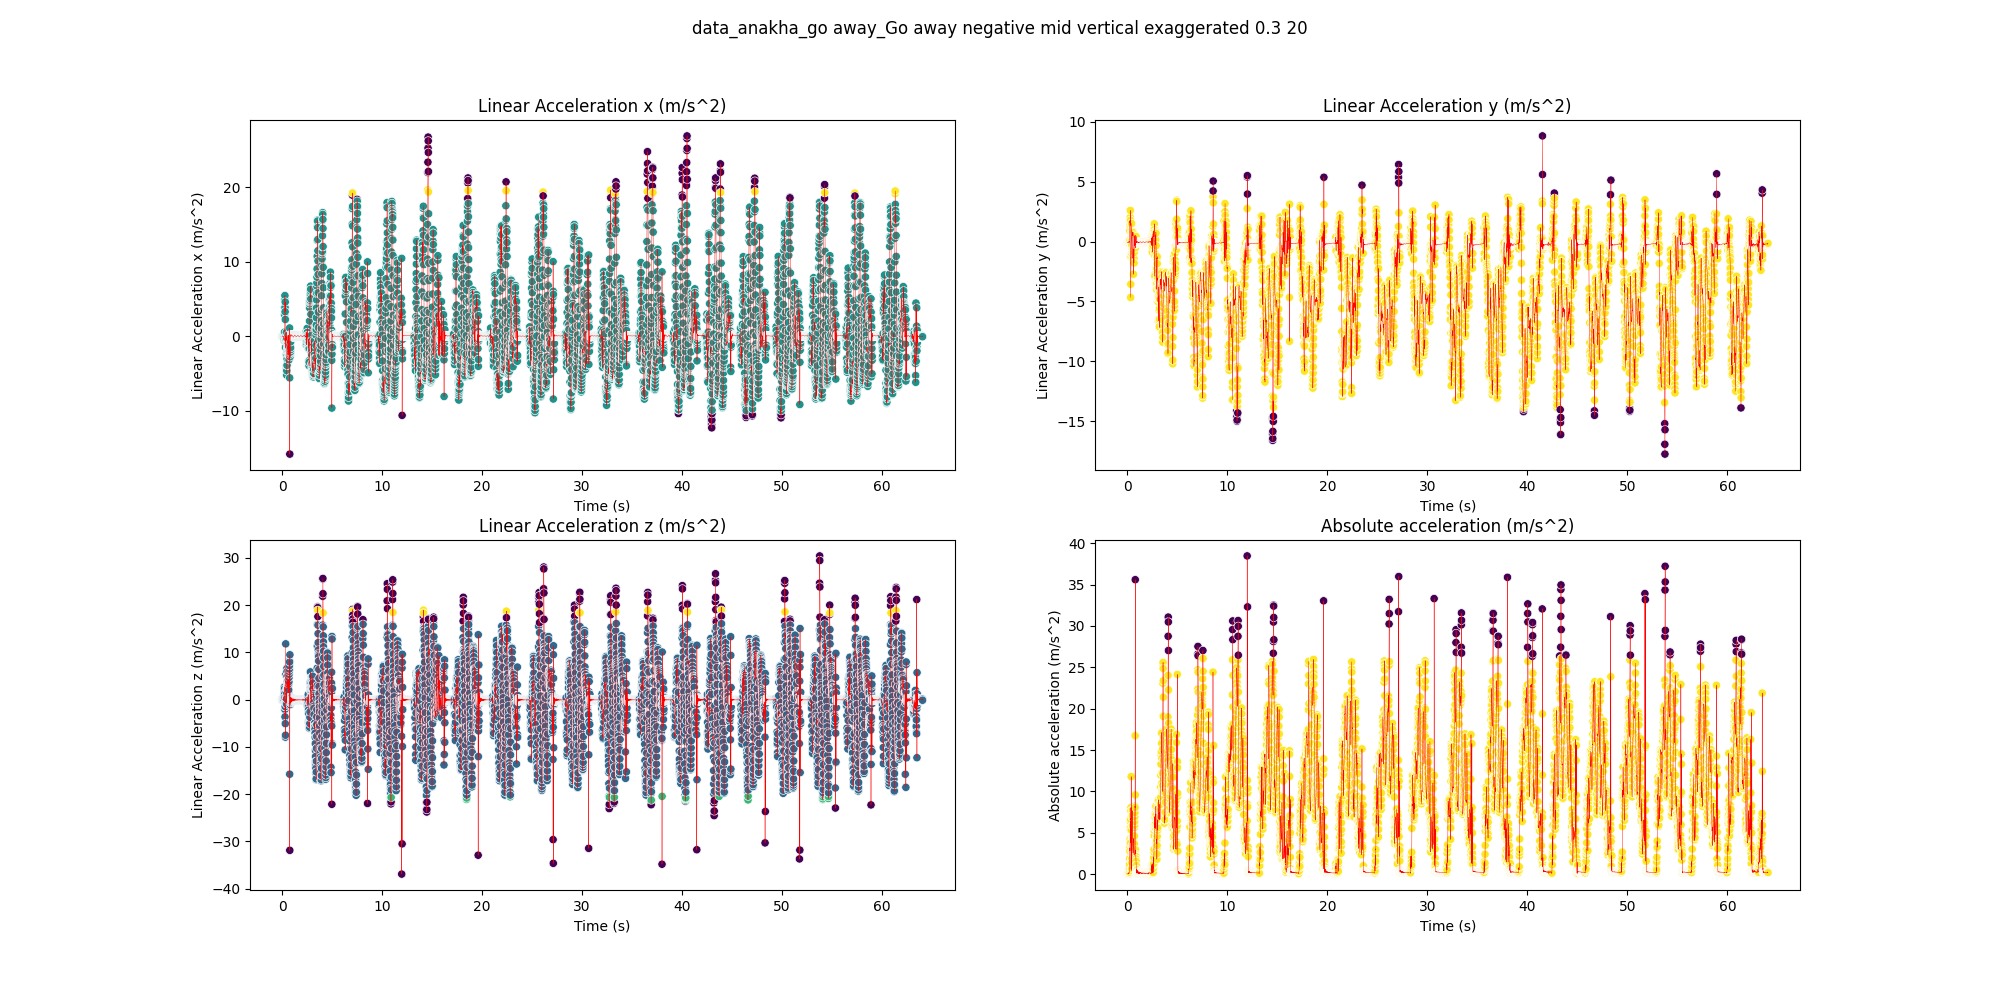 data_anakha_go away_Go away negative mid vertical exaggerated 0.3 20
Linear Acceleration x (m/s^2)
Linear Acceleration x (m/s^2)
20
10
0
−10
0 10 20 30 40 50 60
Time (s)
Linear Acceleration y (m/s^2)
Linear Acceleration y (m/s^2)
10
5
0
−5
−10
−15
0 10 20 30 40 50 60
Time (s)
Linear Acceleration z (m/s^2)
Linear Acceleration z (m/s^2)
30
20
10
0
−10
−20
−30
−40
0 10 20 30 40 50 60
Time (s)
Absolute acceleration (m/s^2)
Absolute acceleration (m/s^2)
40
35
30
25
20
15
10
5
0
0 10 20 30 40 50 60
Time (s)